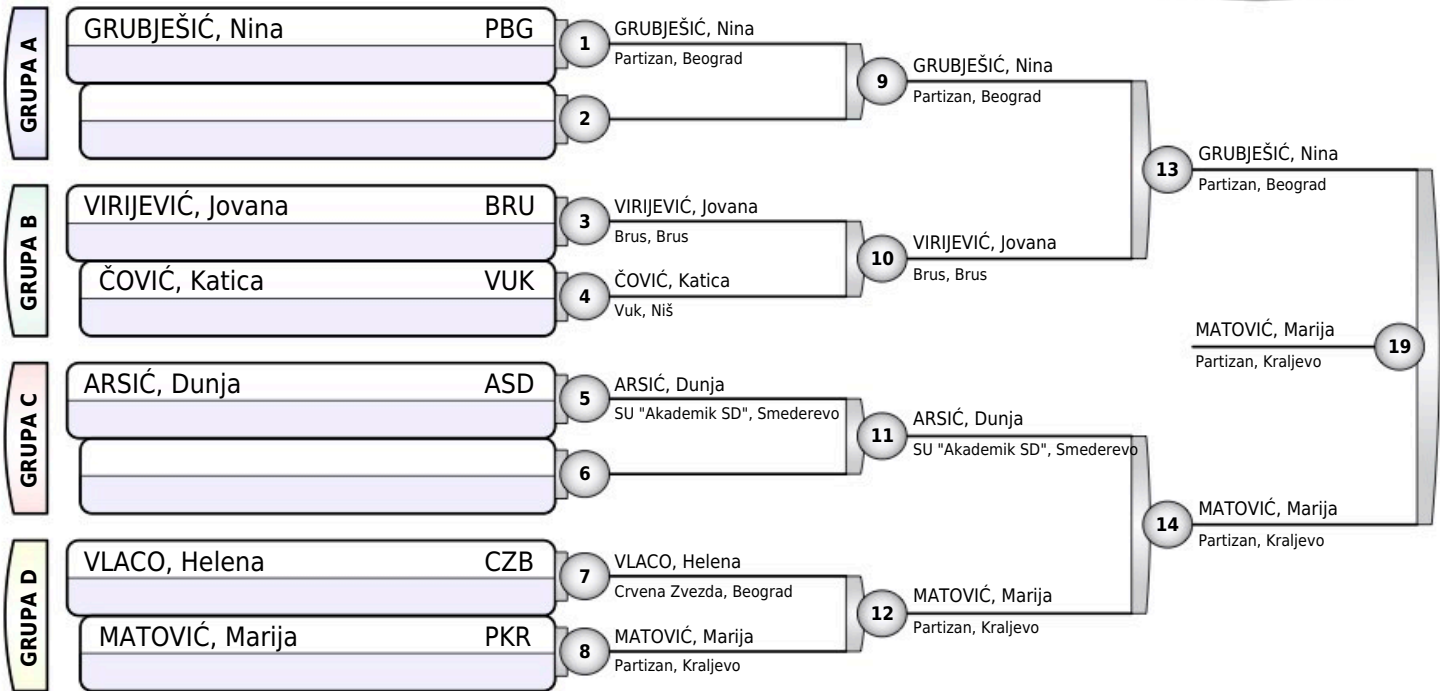 GRUPA A
GRUBJEŠIĆ, Nina PBG
1
GRUBJEŠIĆ, Nina
Partizan, Beograd
2
9
GRUBJEŠIĆ, Nina
Partizan, Beograd
GRUPA B
VIRIJEVIĆ, Jovana BRU
3
VIRIJEVIĆ, Jovana
Brus, Brus
ČOVIĆ, Katica VUK
4
ČOVIĆ, Katica
Vuk, Niš
10
VIRIJEVIĆ, Jovana
Brus, Brus
13
GRUBJEŠIĆ, Nina
Partizan, Beograd
GRUPA C
ARSIĆ, Dunja ASD
5
ARSIĆ, Dunja
SU "Akademik SD", Smederevo
6
11
ARSIĆ, Dunja
SU "Akademik SD", Smederevo
GRUPA D
VLACO, Helena CZB
7
VLACO, Helena
Crvena Zvezda, Beograd
MATOVIĆ, Marija PKR
8
MATOVIĆ, Marija
Partizan, Kraljevo
12
MATOVIĆ, Marija
Partizan, Kraljevo
14
MATOVIĆ, Marija
Partizan, Kraljevo
MATOVIĆ, Marija
Partizan, Kraljevo
19